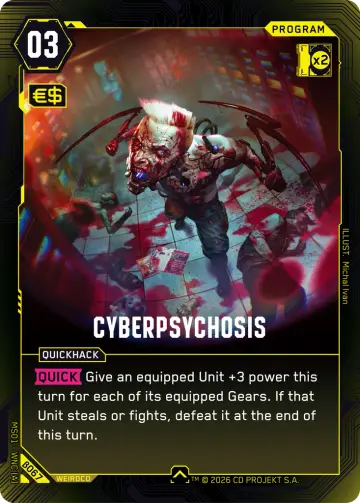 03
PROGRAM
x2
€$
ILLUST. Michal Ivan
CYBERPSYCHOSIS
QUICKHACK
QUICK Give an equipped Unit +3 power this
turn for each of its equipped Gears. If that
Unit steals or fights, defeat it at the end of
this turn.
WEIRDCO
™ © 2026 CD PROJEKT S.A.